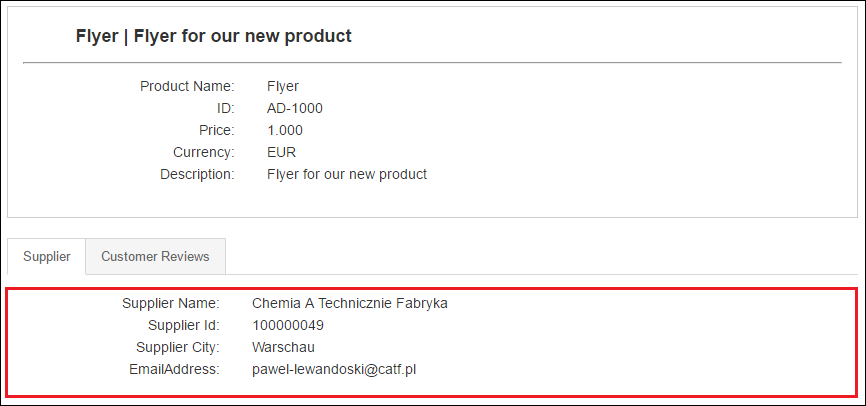 Flyer | Flyer for our new product
Product Name: Flyer
ID: AD-1000
Price: 1.000
Currency: EUR
Description: Flyer for our new product
Supplier Customer Reviews
Supplier Name: Chemia A Technicznie Fabryka
Supplier Id: 100000049
Supplier City: Warschau
EmailAddress: pawel-lewandoski@catf.pl